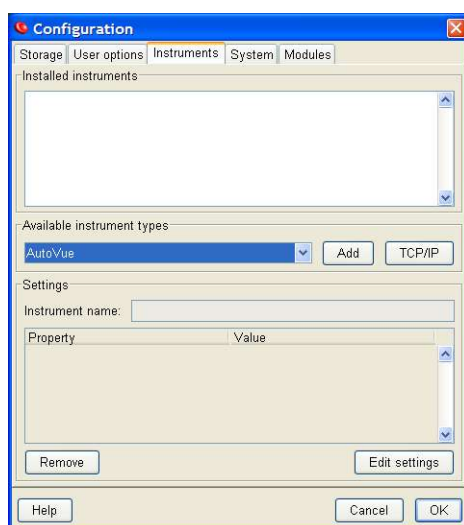 Configuration
Storage User options Instruments System Modules
Installed instruments
Available instrument types
AutoVue Add TCP/IP
Settings
Instrument name:
Property Value
Remove Edit settings
Help Cancel OK